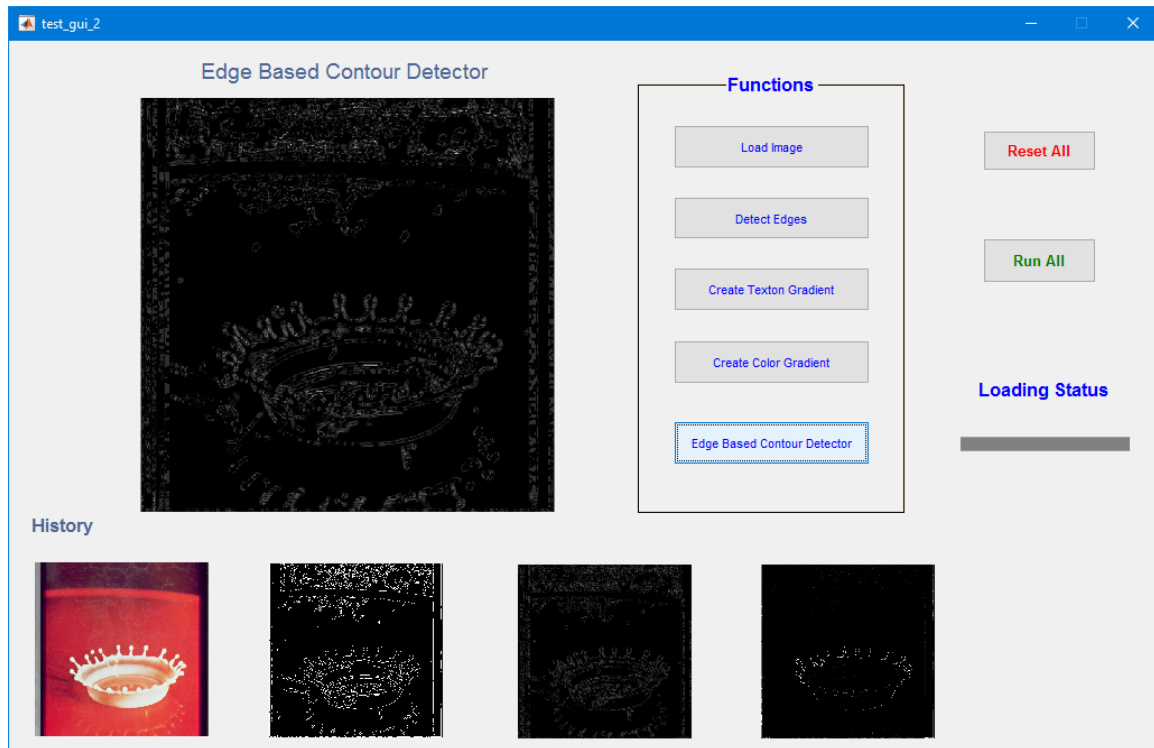 test_gui_2
Edge Based Contour Detector
Functions
Load Image
Detect Edges
Create Texton Gradient
Create Color Gradient
Edge Based Contour Detector
Reset All
Run All
Loading Status
History